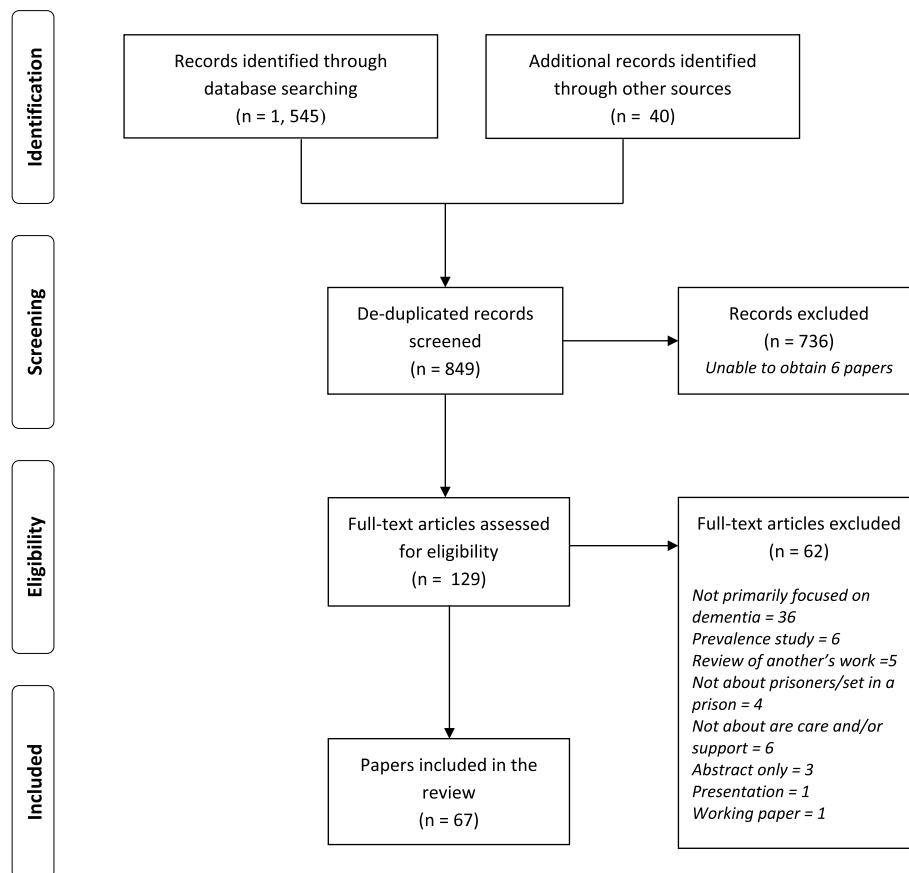 Identification
Records identified through
database searching
(n = 1, 545)
Additional records identified
through other sources
(n =  40)
Screening
De-duplicated records
screened
(n = 849)
Records excluded
(n = 736)
Unable to obtain 6 papers
Eligibility
Full-text articles assessed
for eligibility
(n =  129)
Full-text articles excluded
(n = 62)
Not primarily focused on
dementia = 36
Prevalence study = 6
Review of another’s work =5
Not about prisoners/set in a
prison = 4
Not about are care and/or
support = 6
Abstract only = 3
Presentation = 1
Working paper = 1
Included
Papers included in the
review
(n = 67)